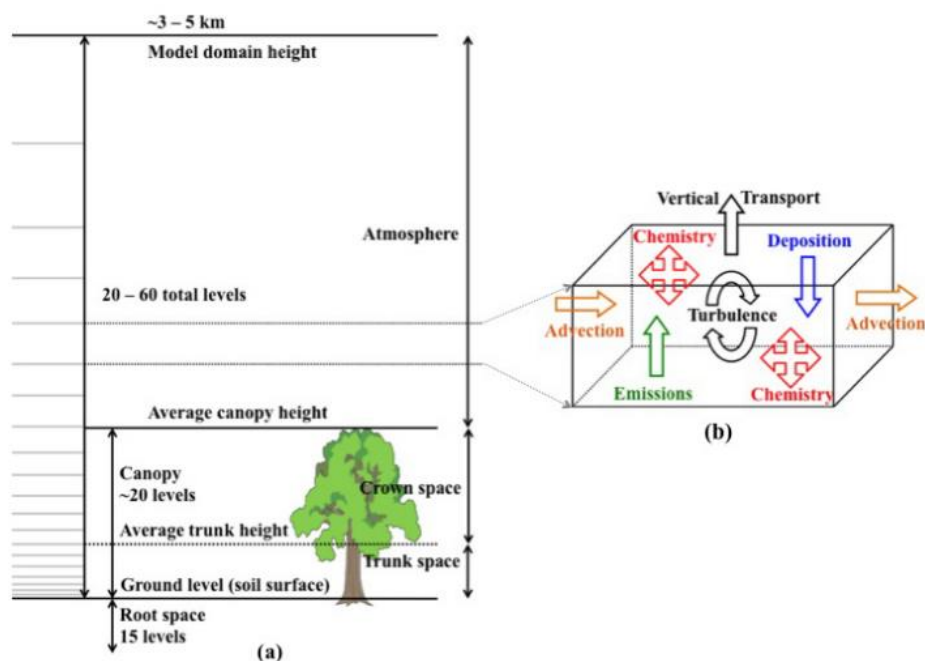 ~3 – 5 km
Model domain height
Atmosphere
20 – 60 total levels
Average canopy height
Canopy
~20 levels
Crown space
Average trunk height
Trunk space
Ground level (soil surface)
Root space
15 levels
(a)
Vertical Transport
Chemistry
Deposition
Advection
Turbulence
Advection
Emissions
Chemistry
(b)